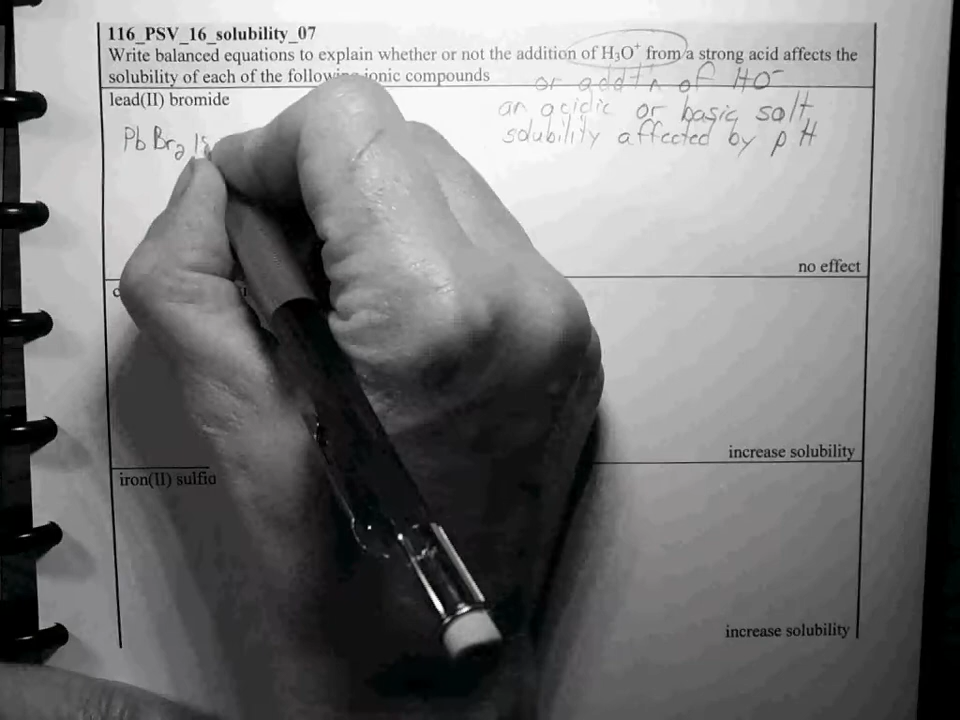 116_PSV_16_solubility_07
Write balanced equations to explain whether or not the addition of H₃O⁺ from a strong acid affects the
solubility of each of the following ionic compounds
or addtn of HO⁻
lead(II) bromide
an acidic or basic salt
solubility affected by pH
PbBr₂
no effect
increase solubility
iron(II)
increase solubility